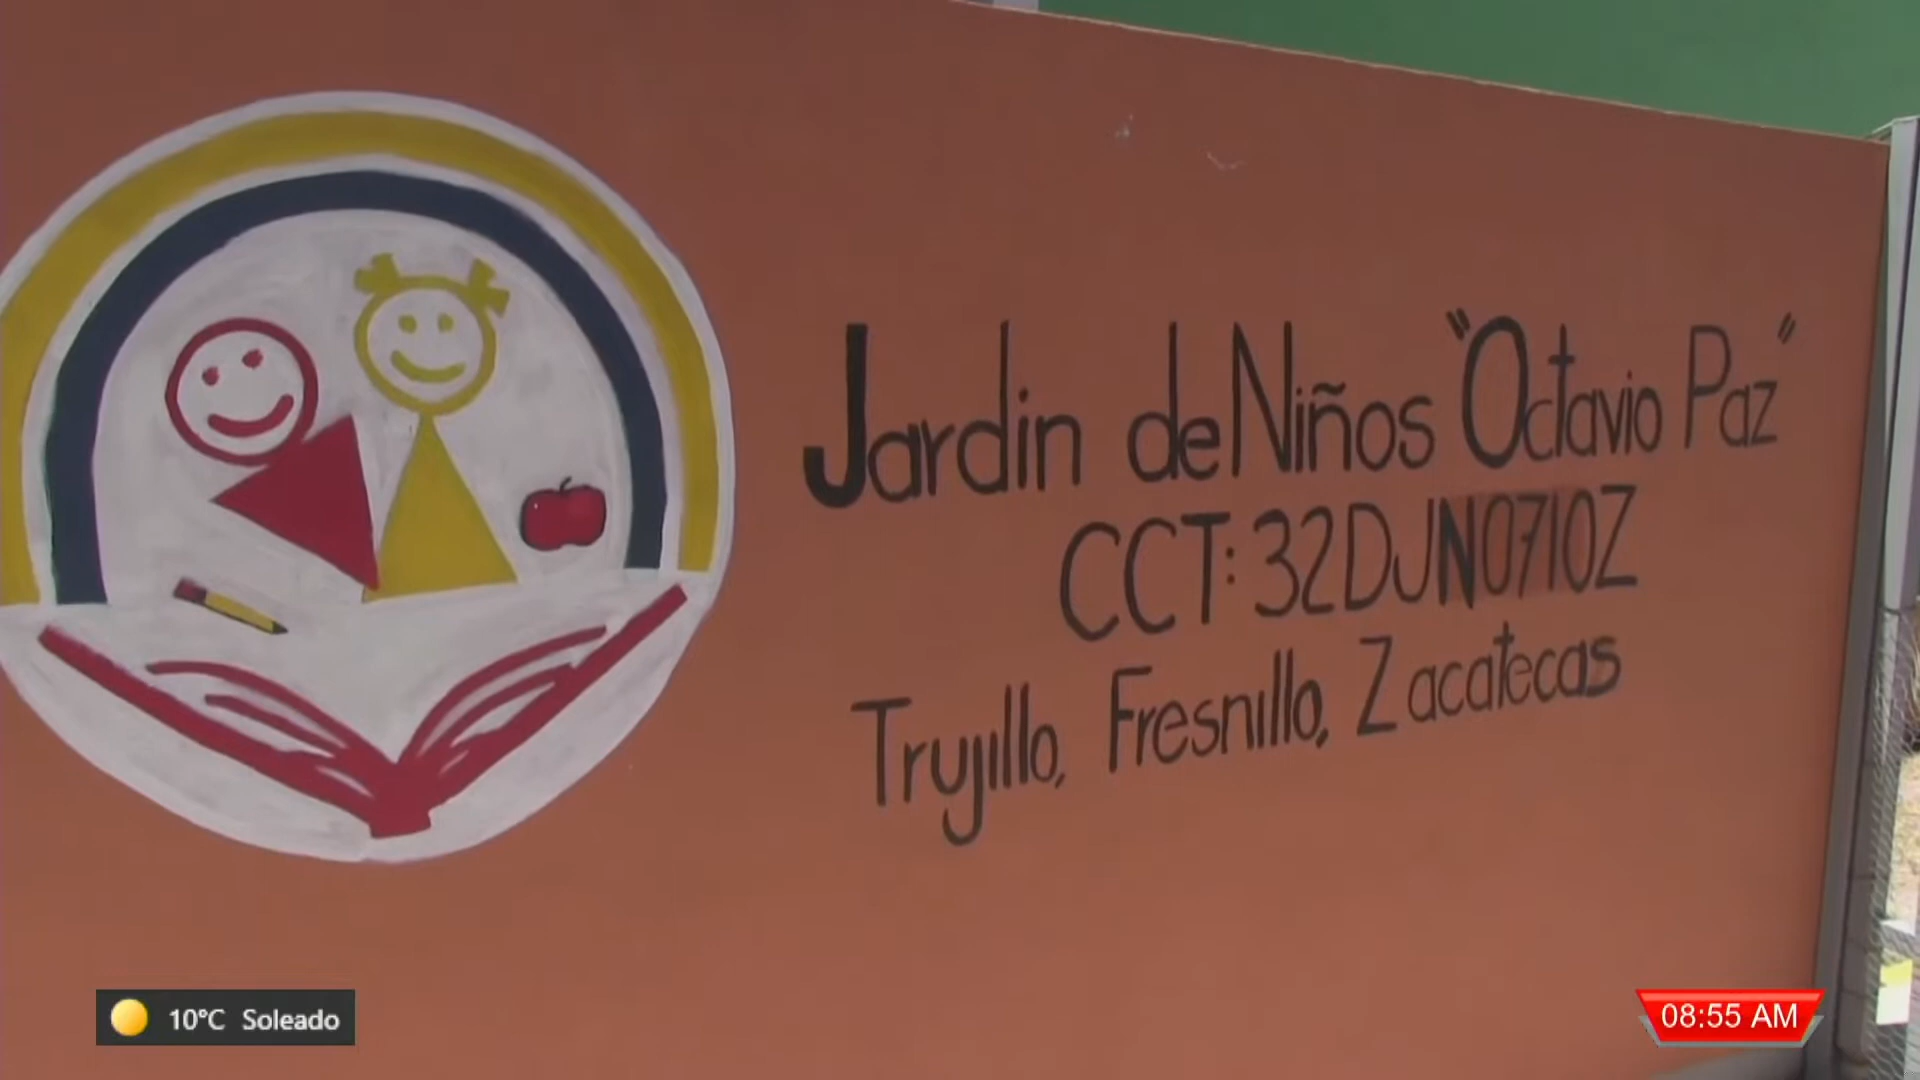 Jardin de Niños "Octavio Paz"
CCT: 32DJN0710Z
Trujillo, Fresnillo, Zacatecas
10°C Soleado
08:55 AM